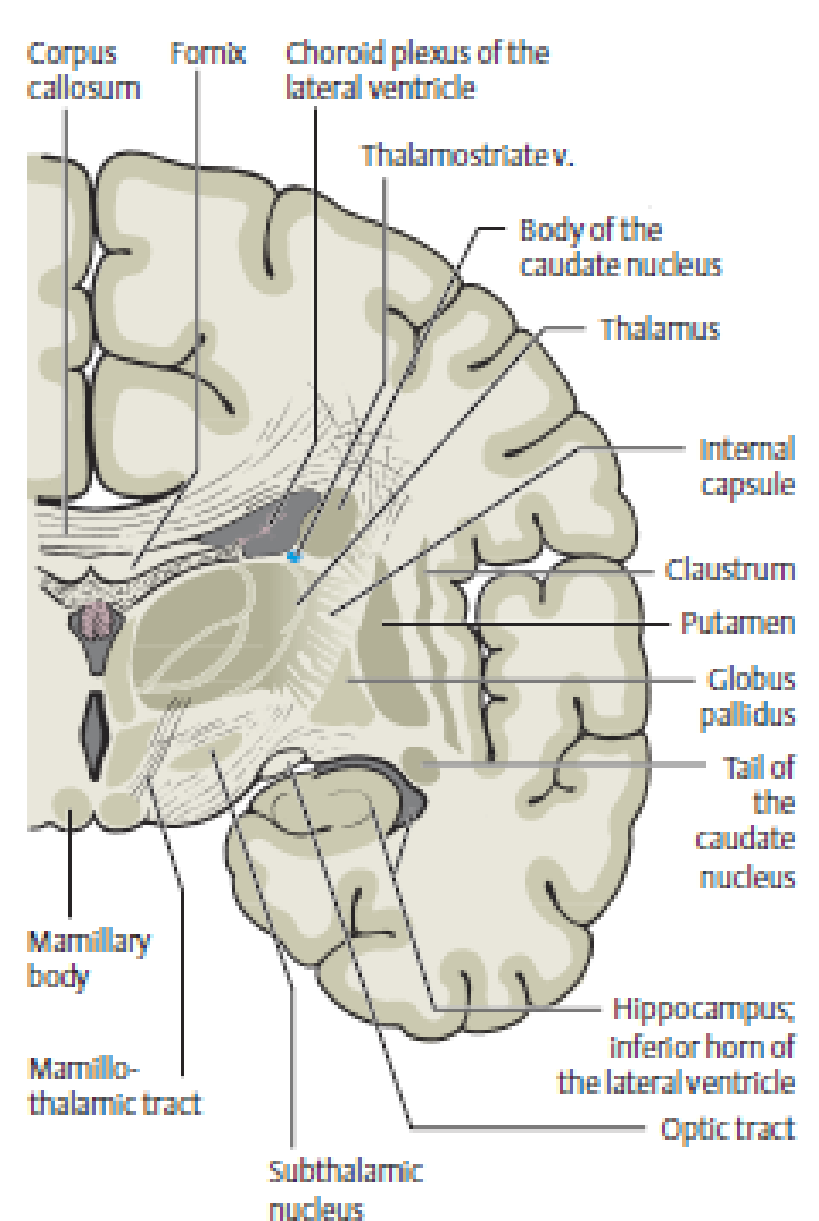 Corpus
callosum
Fornix
Choroid plexus of the
lateral ventricle
Thalamostriate v.
Body of the
caudate nucleus
Thalamus
Internal
capsule
Claustrum
Putamen
Globus
pallidus
Tail of
the
caudate
nucleus
Mamillary
body
Hippocampus;
inferior horn of
the lateral ventricle
Mamillo-
thalamic tract
Optic tract
Subthalamic
nucleus